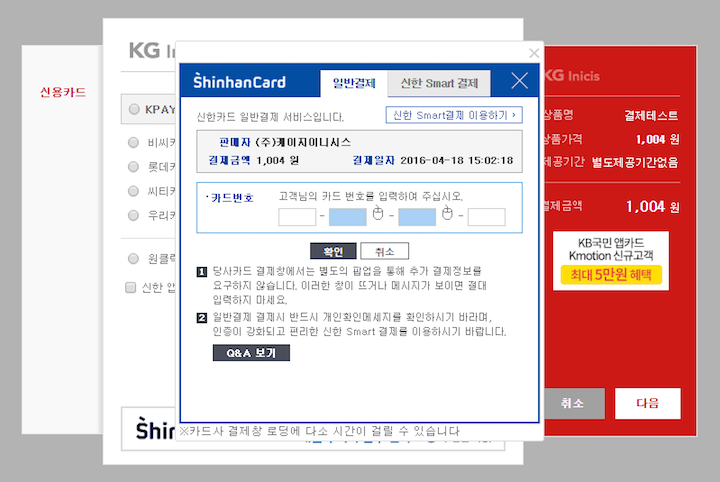 KG
신용카드
KPAY
비씨카
롯데카
씨티카
우리카
원클릭
신한 앱
ShinhanCard
일반결제
신한 Smart 결제
신한카드 일반결제 서비스입니다.
신한 Smart결제 이용하기 ›
판매자 (주)케이지이니시스
결제금액 1,004 원
결제일자 2016-04-18 15:02:18
· 카드번호
고객님의 카드 번호를 입력하여 주십시오.
- - -
확인
취소
1 당사카드 결제창에서는 별도의 팝업을 통해 추가 결제정보를
요구하지 않습니다. 이러한 창이 뜨거나 메시지가 보이면 절대
입력하지 마세요.
2 일반결제 결제시 반드시 개인확인메세지를 확인하시기 바라며,
인증이 강화되고 편리한 신한 Smart 결제를 이용하시기 바랍니다.
Q&A 보기
※카드사 결제창 로딩에 다소 시간이 걸릴 수 있습니다
KG Inicis
상품명 결제테스트
상품가격 1,004 원
제공기간 별도제공기간없음
결제금액 1,004 원
KB국민 앱카드
Kmotion 신규고객
최대 5만원 혜택
취소
다음